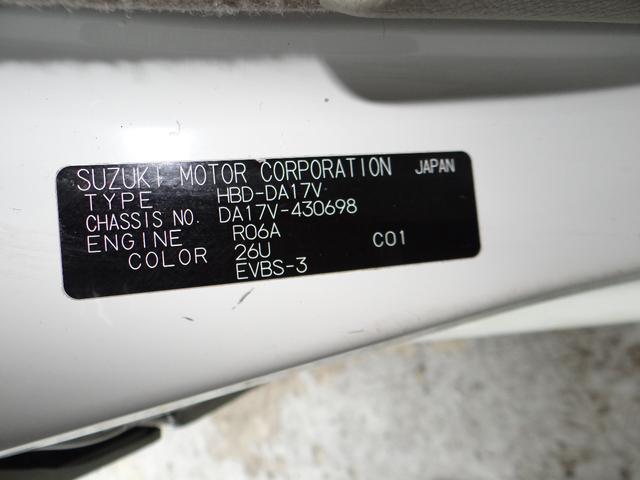 SUZUKI MOTOR CORPORATION JAPAN
TYPE HBD-DA17V
CHASSIS NO. DA17V-430698
ENGINE R06A
COLOR 26U C01
EVBS-3